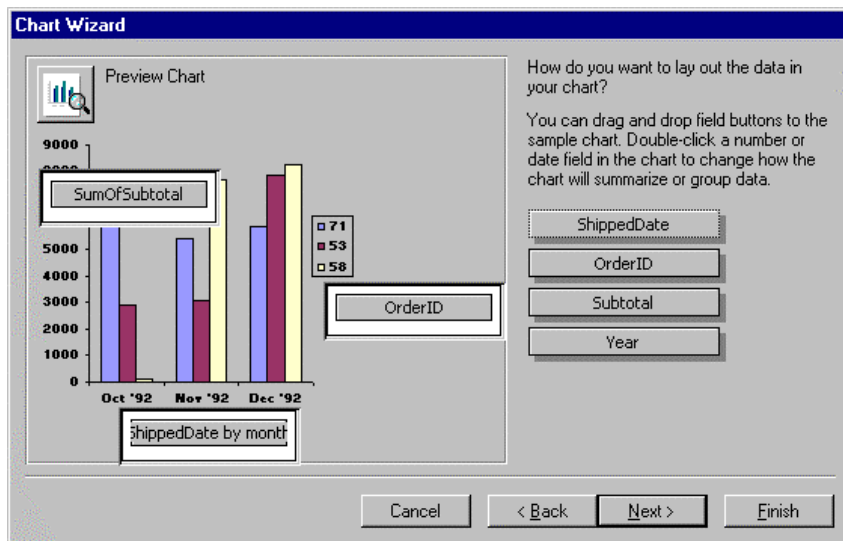 Chart Wizard
Preview Chart
How do you want to lay out the data in
your chart?
You can drag and drop field buttons to the
sample chart. Double-click a number or
date field in the chart to change how the
chart will summarize or group data.
9000
SumOfSubtotal
5000
4000
3000
2000
1000
0
71
53
58
OrderID
Oct '92 Nov '92 Dec '92
ShippedDate by month
ShippedDate
OrderID
Subtotal
Year
Cancel
< Back
Next >
Finish